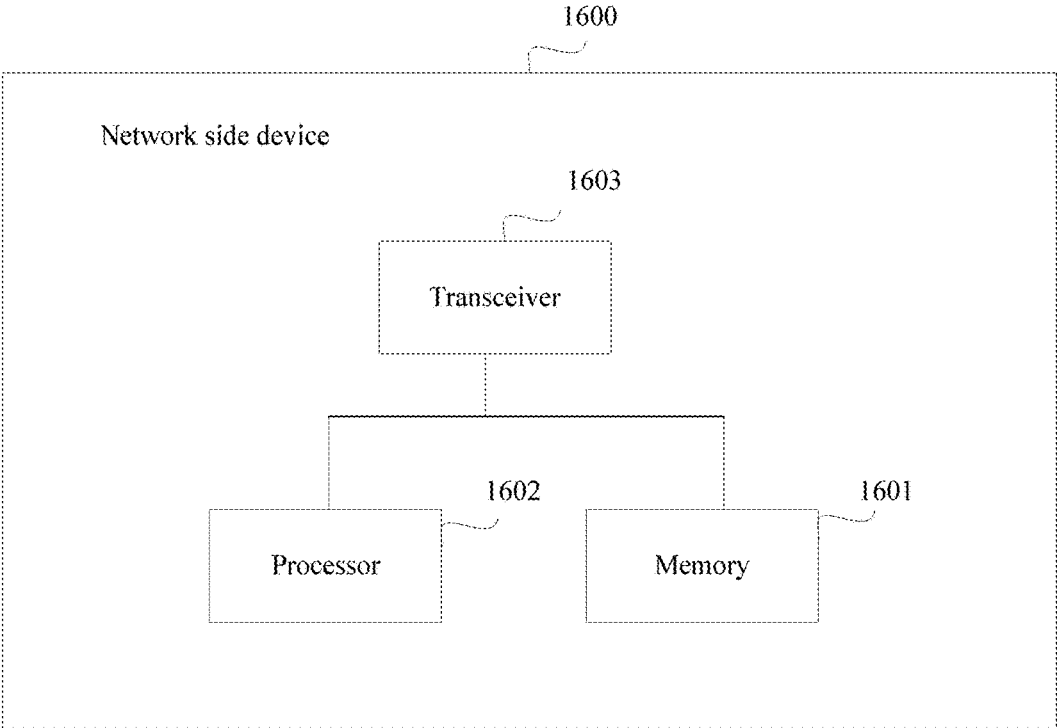 1600
Network side device
1603
Transceiver
1602
1601
Processor
Memory